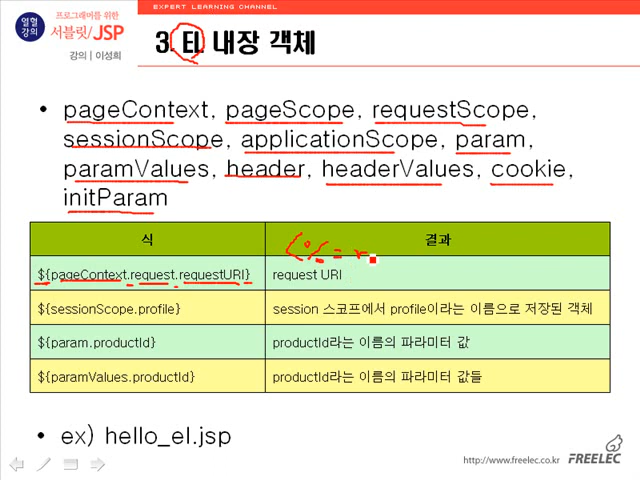 EXPERT LEARNING CHANNEL
열혈강의
프로그래머를 위한
서블릿/JSP
강의 | 이성희
3. EL 내장 객체
• pageContext, pageScope, requestScope,
sessionScope, applicationScope, param,
paramValues, header, headerValues, cookie,
initParam
식 결과
<%= r
${pageContext.request.requestURI} request URI
${sessionScope.profile} session 스코프에서 profile이라는 이름으로 저장된 객체
${param.productId} productId라는 이름의 파라미터 값
${paramValues.productId} productId라는 이름의 파라미터 값들
• ex) hello_el.jsp
http://www.freelec.co.kr FREELEC